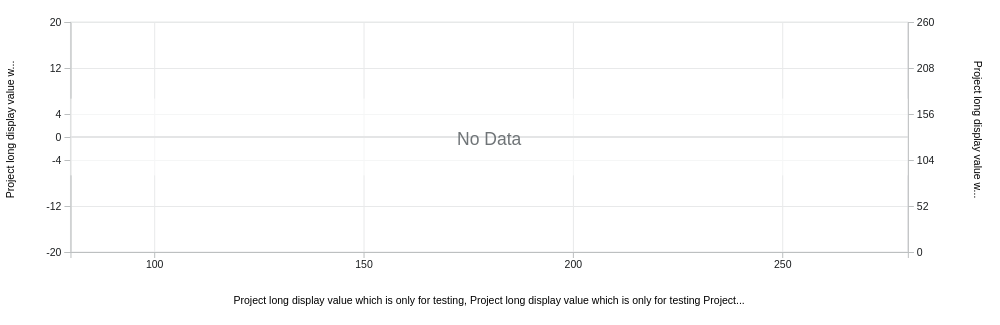 20
12
4
0
-4
-12
-20
Project long display value w...
260
208
156
104
52
0
Project long display value w...
No Data
100 150 200 250
Project long display value which is only for testing, Project long display value which is only for testing Project...